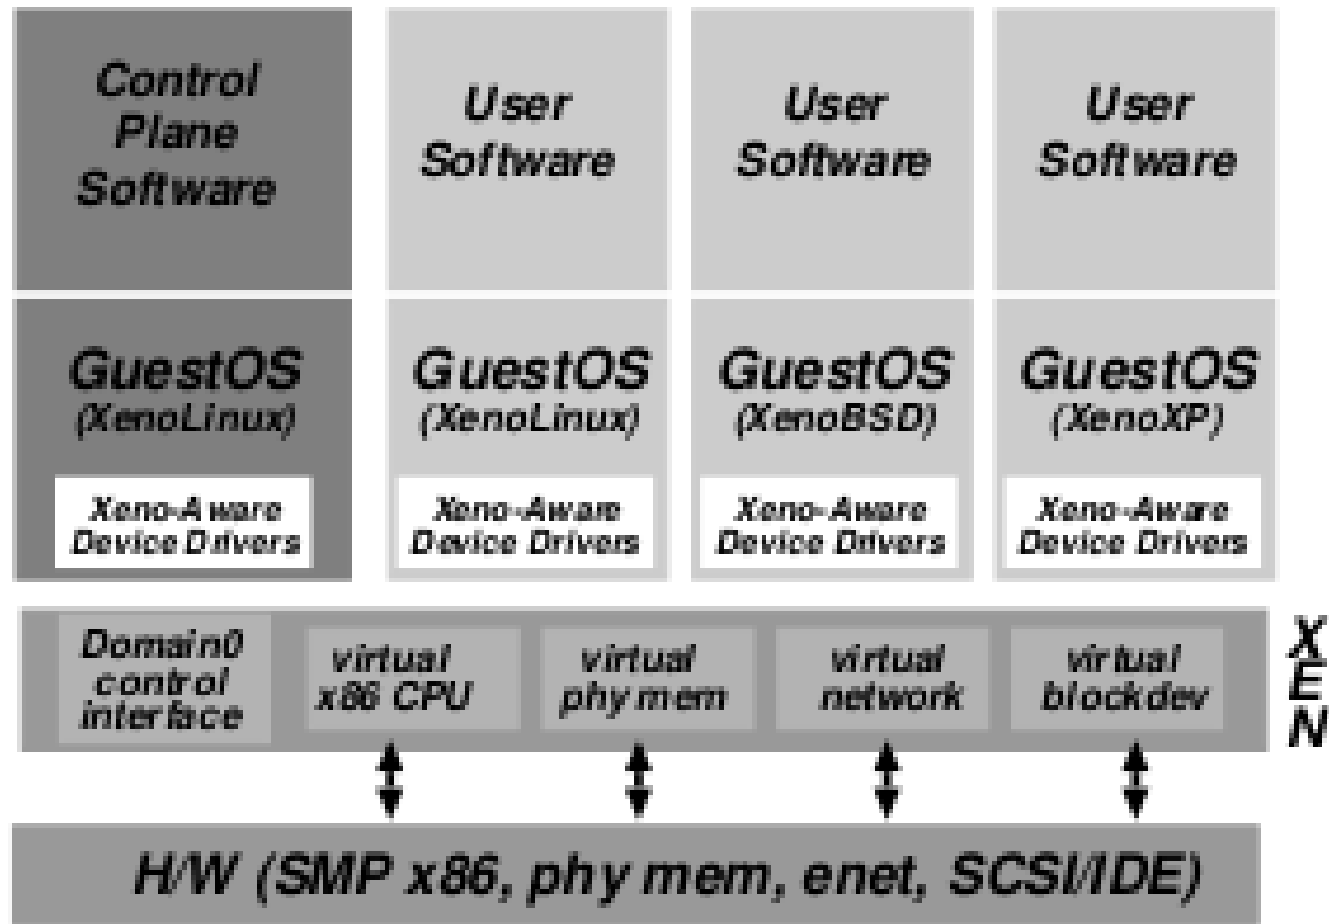 Control
Plane
Software
User
Software
User
Software
User
Software
GuestOS
(XenoLinux)
GuestOS
(XenoLinux)
GuestOS
(XenoBSD)
GuestOS
(XenoXP)
Xeno-Aware
Device Drivers
Xeno-Aware
Device Drivers
Xeno-Aware
Device Drivers
Xeno-Aware
Device Drivers
Domain0
control
interface
virtual
x86 CPU
virtual
phy mem
virtual
network
virtual
blockdev
XEN
H/W (SMP x86, phy mem, enet, SCSI/IDE)